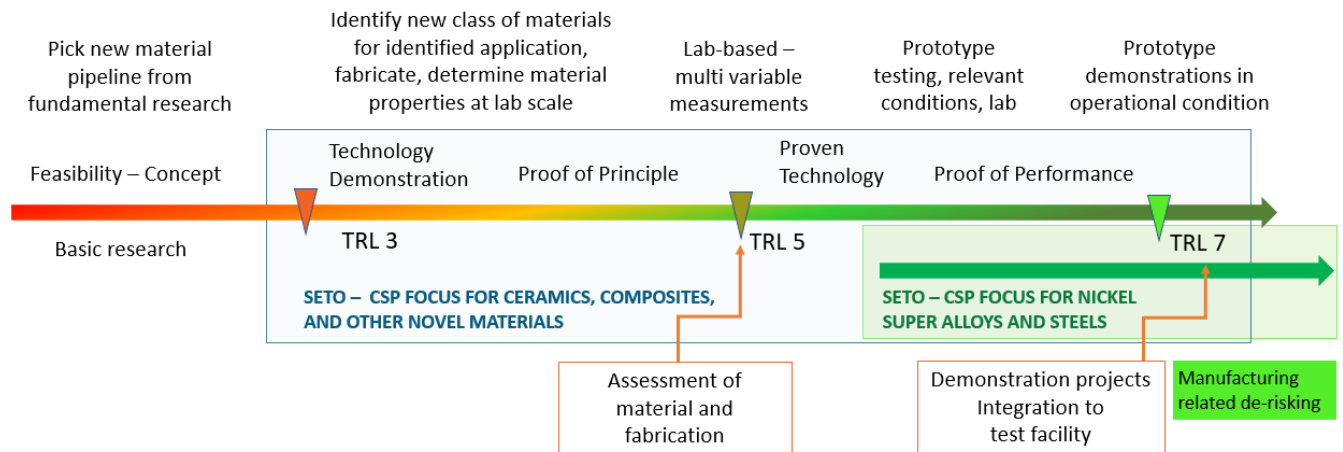 Pick new material
pipeline from
fundamental research
Identify new class of materials
for identified application,
fabricate, determine material
properties at lab scale
Lab-based –
multi variable
measurements
Prototype
testing, relevant
conditions, lab
Prototype
demonstrations in
operational condition
Feasibility – Concept
Technology
Demonstration
Proof of Principle
Proven
Technology
Proof of Performance
Basic research
TRL 3
TRL 5
TRL 7
SETO – CSP FOCUS FOR CERAMICS, COMPOSITES,
AND OTHER NOVEL MATERIALS
SETO – CSP FOCUS FOR NICKEL
SUPER ALLOYS AND STEELS
Assessment of
material and
fabrication
Demonstration projects
Integration to
test facility
Manufacturing
related de-risking